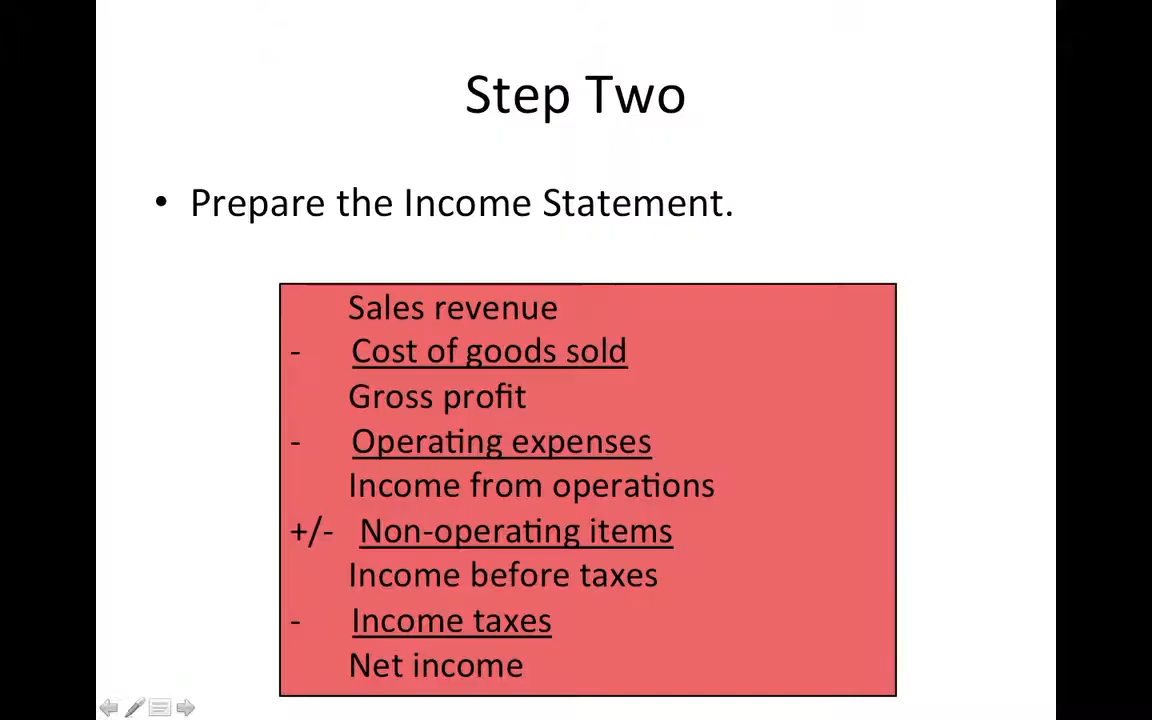 Step Two
• Prepare the Income Statement.
Sales revenue
- Cost of goods sold
Gross profit
- Operating expenses
Income from operations
+/- Non-operating items
Income before taxes
- Income taxes
Net income